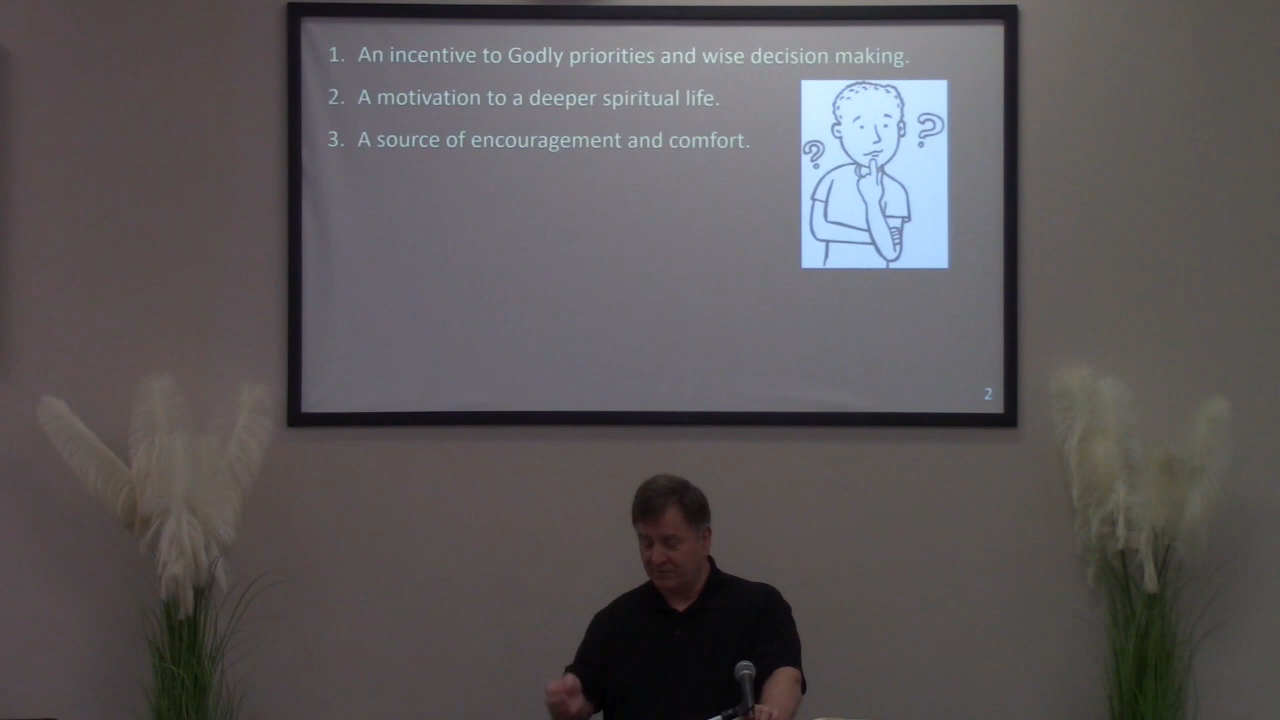 1. An incentive to Godly priorities and wise decision making.
2. A motivation to a deeper spiritual life.
3. A source of encouragement and comfort.
? ?
2